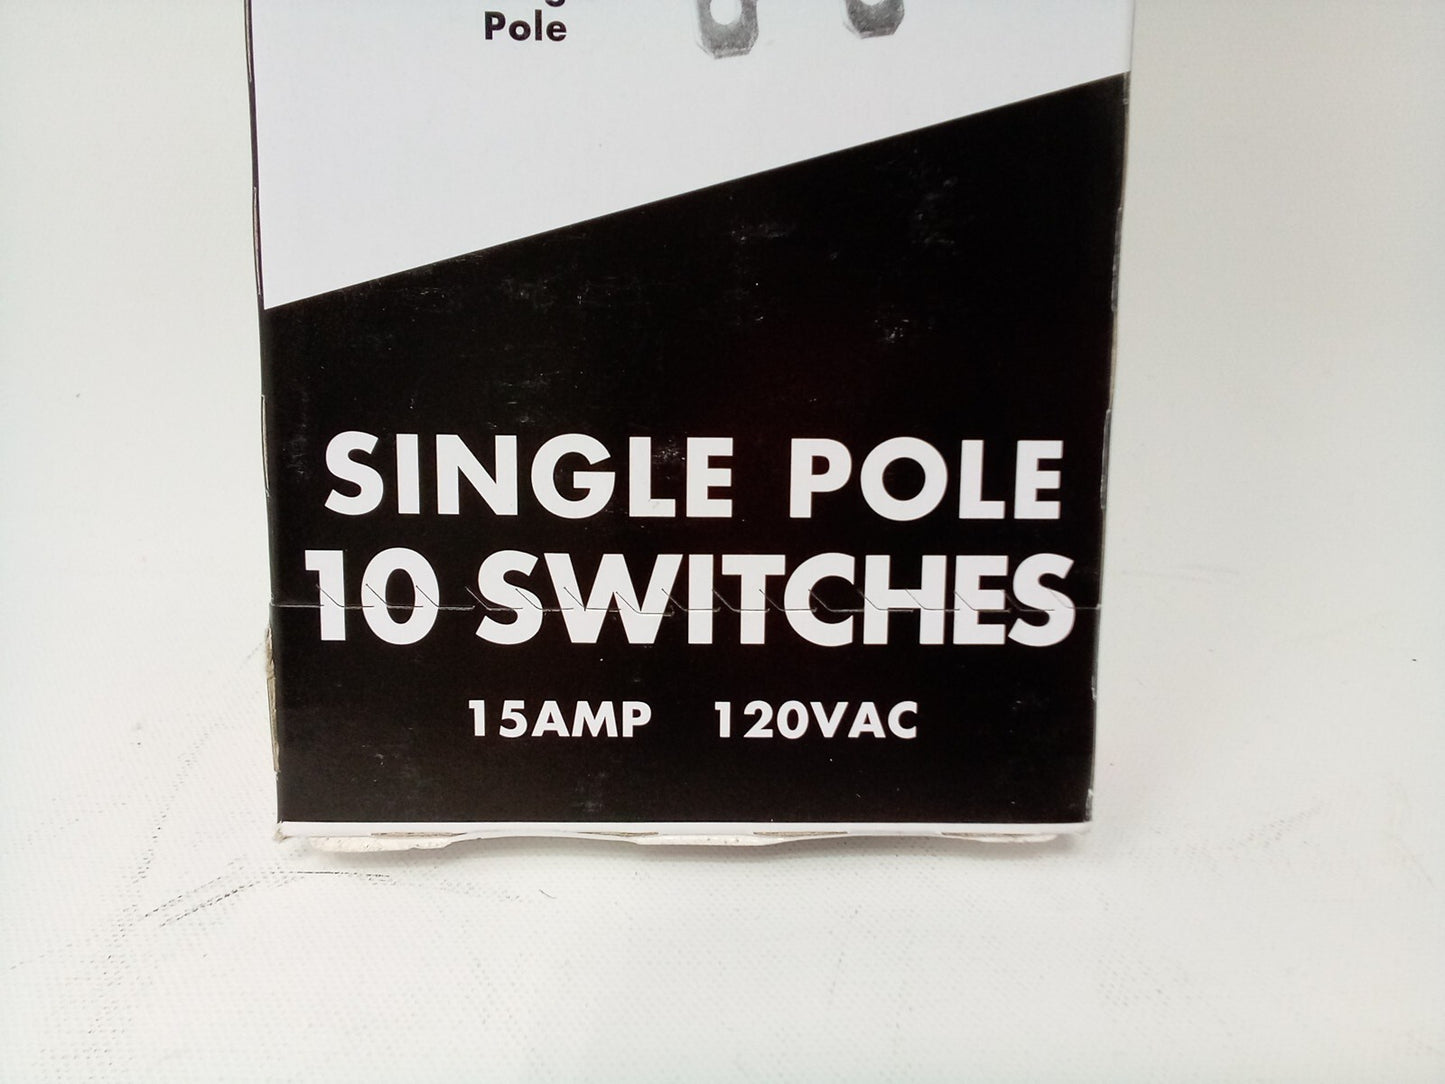 Pole
SINGLE POLE
10 SWITCHES
15AMP 120VAC